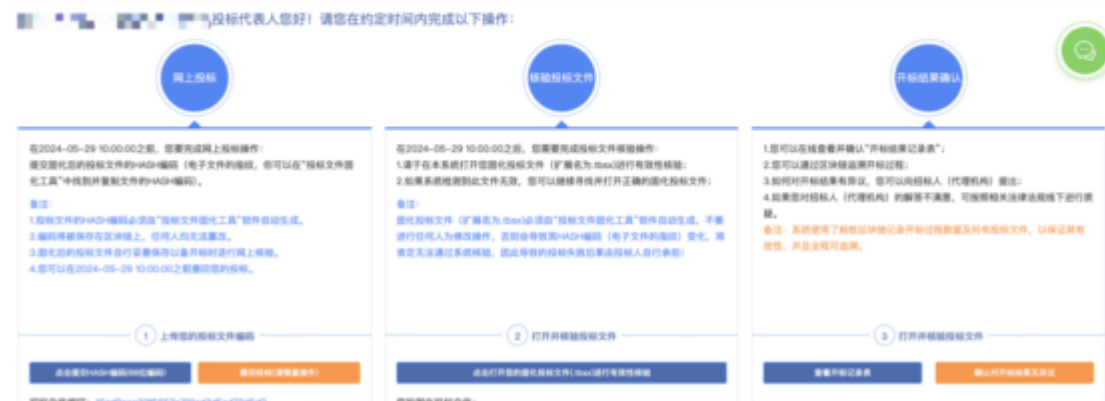 投标代表人您好！请您在约定时间内完成以下操作：
网上投标
在2024-05-29 10:00:00之前，您要完成网上投标操作：
提交固化后的投标文件的HASH编码（电子文件的指纹，你可以在"投标文件固
化工具"中找到并复制文件的HASH编码）。
备注：
1.投标文件的HASH编码必须由"投标文件固化工具"软件自动生成。
2.编码将被保存在区块链上，任何人均无法篡改。
3.固化后的投标文件自行妥善保存以备开标时进行网上核验。
4.您可以在2024-05-29 10:00:00之前撤回您的投标。
1 上传您的投标文件编码
点击提交HASH编码(68位编码)
撤回投标(请慎重操作)
核验投标文件
在2024-05-29 10:00:00之后，您需要完成投标文件核验操作：
1.请于在本系统打开您固化投标文件（扩展名为.tbsx)进行有效性核验；
2.如果系统检测到此文件无效，您可以继续寻找并打开正确的固化投标文件；
备注：
固化投标文件（扩展名为.tbsx)必须由"投标文件固化工具"软件自动生成，不要
进行任何人为修改操作，否则会导致其HASH编码（电子文件的指纹）变化，将
肯定无法通过系统核验，因此导致的投标失败后果由投标人自行承担！
2 打开并核验投标文件
点击打开您的固化投标文件(.tbsx)进行有效性核验
开标结果确认
1.您可以在线查看并确认"开标结果记录表"；
2.您可以通过区块链追溯开标过程；
3.如何对开标结果有异议，您可以向招标人（代理机构）提出；
4.如果您对招标人（代理机构）的解答不满意，可按照相关法律法规线下进行质
疑。
备注：系统使用了蚂蚁区块链记录开标过程数据及所有投标文件，以保证其有
效性，并且全程可追溯。
3 打开并核验投标文件
查看开标记录表
确认对开标结果无异议